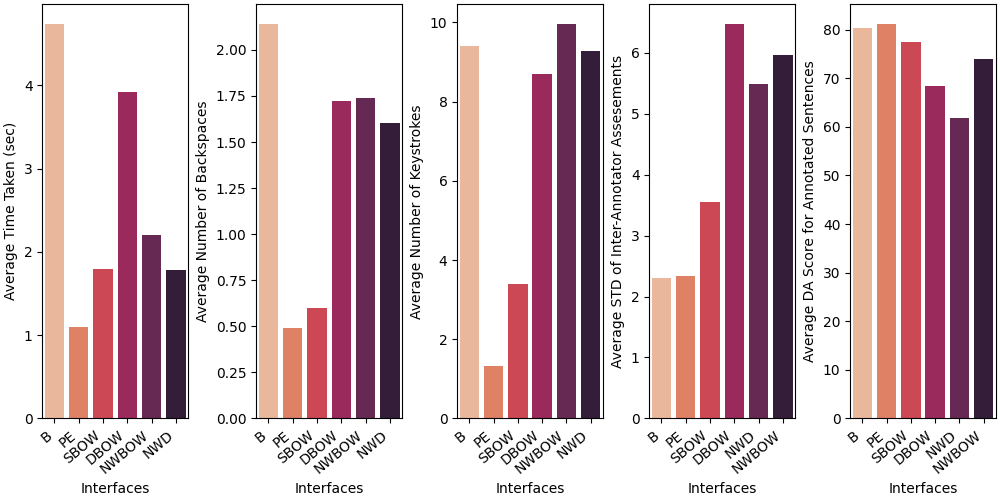 Average Time Taken (sec)
4
3
2
1
0
B
PE
SBOW
DBOW
NWBOW
NWD
Interfaces
Average Number of Backspaces
2.00
1.75
1.50
1.25
1.00
0.75
0.50
0.25
0.00
B
PE
SBOW
DBOW
NWBOW
NWD
Interfaces
Average Number of Keystrokes
10
8
6
4
2
0
B
PE
SBOW
DBOW
NWBOW
NWD
Interfaces
Average STD of Inter-Annotator Assesements
6
5
4
3
2
1
0
B
PE
SBOW
DBOW
NWD
NWBOW
Interfaces
Average DA Score for Annotated Sentences
80
70
60
50
40
30
20
10
0
B
PE
SBOW
DBOW
NWD
NWBOW
Interfaces